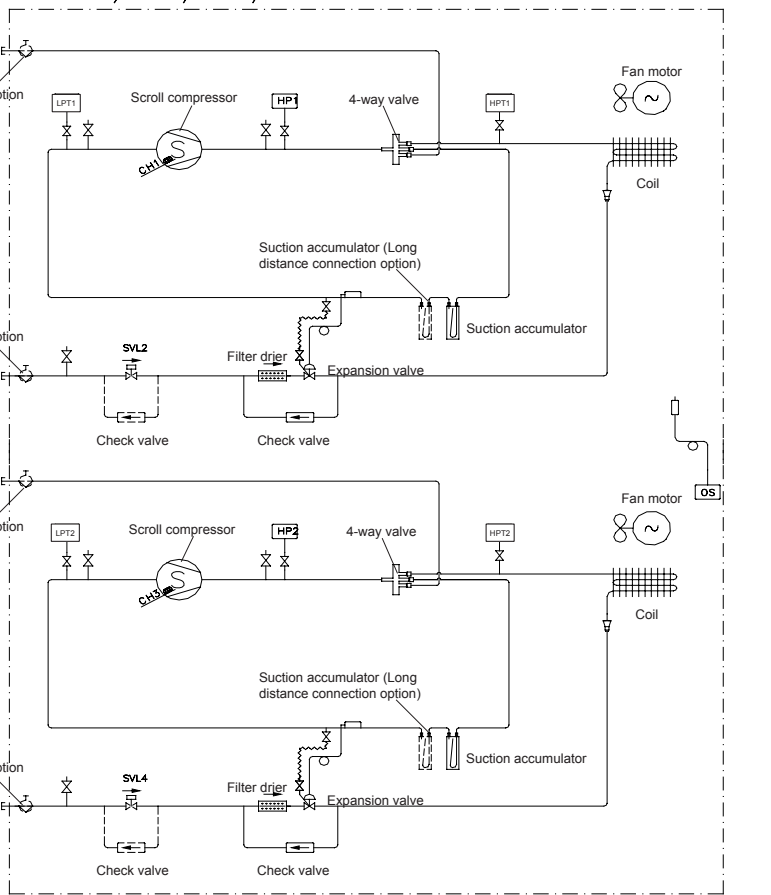 Fan motor
LPT1
Scroll compressor
HP1
4-way valve
HPT1
CH1
Coil
Suction accumulator (Long
distance connection option)
Suction accumulator
SVL2
Filter drier
Expansion valve
Check valve
Check valve
OS
Fan motor
LPT2
Scroll compressor
HP2
4-way valve
HPT2
CH3
Coil
Suction accumulator (Long
distance connection option)
Suction accumulator
SVL4
Filter drier
Expansion valve
Check valve
Check valve